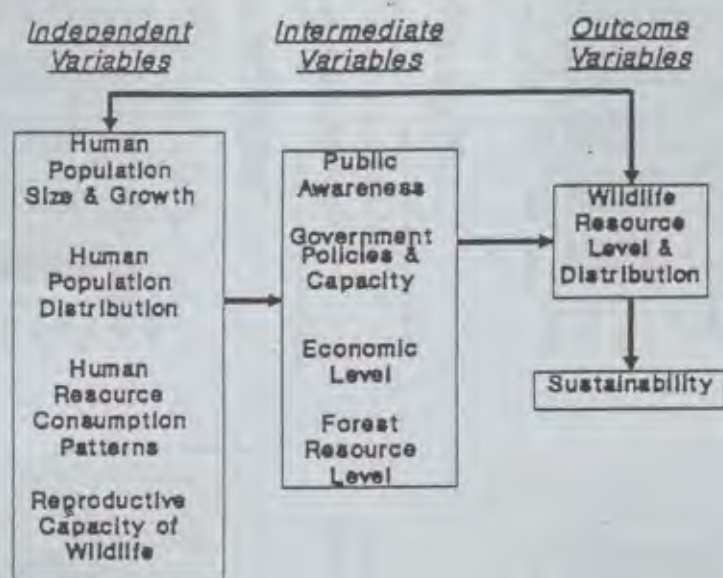 Independent
Variables
Intermediate
Variables
Outcome
Variables
Human
Population
Size & Growth
Human
Population
Distribution
Human
Resource
Consumption
Patterns
Reproductive
Capacity of
Wildlife
Public
Awareness
Government
Policies &
Capacity
Economic
Level
Forest
Resource
Level
Wildlife
Resource
Level &
Distribution
Sustainability